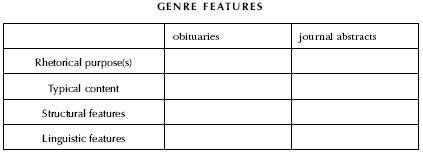 GENRE FEATURES
obituaries journal abstracts
Rhetorical purpose(s)
Typical content
Structural features
Linguistic features